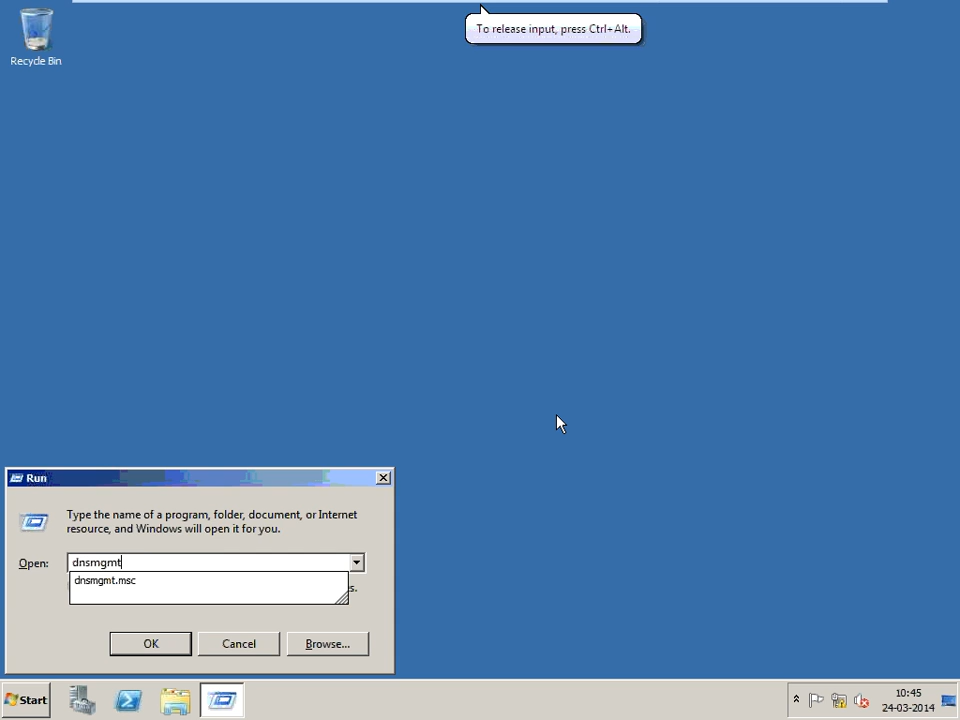 To release input, press Ctrl+Alt.
Recycle Bin
Run
Type the name of a program, folder, document, or Internet
resource, and Windows will open it for you.
Open:
dnsmgmt
dnsmgmt.msc
s.
OK
Cancel
Browse...
Start
10:45
24-03-2014